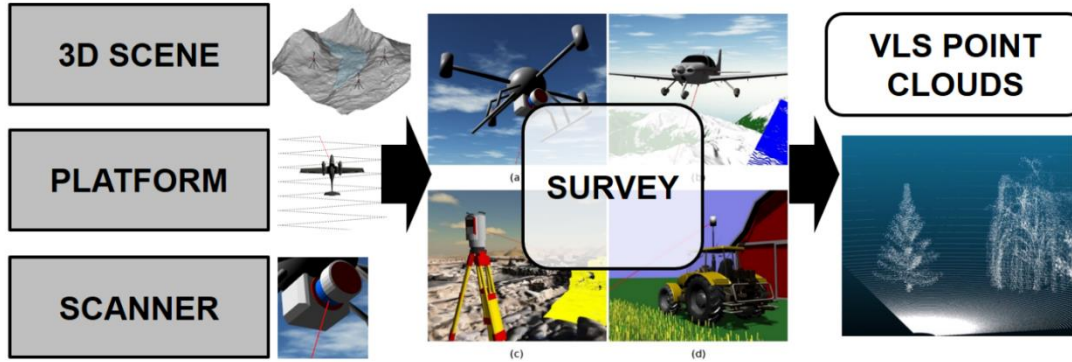 3D SCENE
PLATFORM
SCANNER
(a)
(b)
SURVEY
(c)
(d)
VLS POINT
CLOUDS